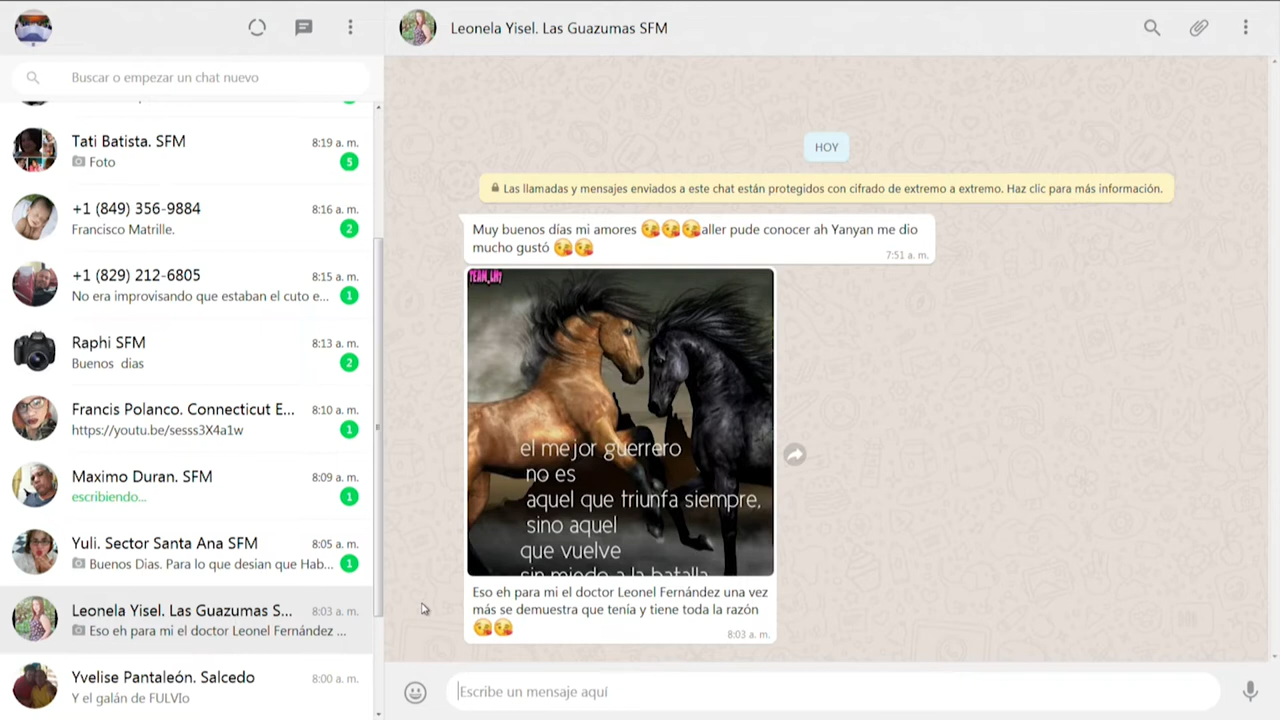 Leonela Yisel. Las Guazumas SFM
Buscar o empezar un chat nuevo
Tati Batista. SFM
8:19 a. m.
Foto
5
+1 (849) 356-9884
8:16 a. m.
Francisco Matrille.
2
+1 (829) 212-6805
8:15 a. m.
No era improvisando que estaban el cuto e...
1
Raphi SFM
8:13 a. m.
Buenos dias
2
Francis Polanco. Connecticut E...
8:10 a. m.
https://youtu.be/sesss3X4a1w
1
Maximo Duran. SFM
8:09 a. m.
escribiendo...
1
Yuli. Sector Santa Ana SFM
8:05 a. m.
Buenos Dias. Para lo que desian que Hab...
1
Leonela Yisel. Las Guazumas S...
8:03 a. m.
Eso eh para mi el doctor Leonel Fernández ...
Yvelise Pantaleón. Salcedo
8:00 a. m.
Y el galán de FULVIo
HOY
Las llamadas y mensajes enviados a este chat están protegidos con cifrado de extremo a extremo. Haz clic para más información.
Muy buenos días mi amores 😘😘😘aller pude conocer ah Yanyan me dio
mucho gustó 😘😘
7:51 a. m.
TEAM_LH7
el mejor guerrero
no es
aquel que triunfa siempre,
sino aquel
que vuelve
sin miedo a la batalla
Eso eh para mi el doctor Leonel Fernández una vez
más se demuestra que tenía y tiene toda la razón
😘😘
8:03 a. m.
Escribe un mensaje aquí